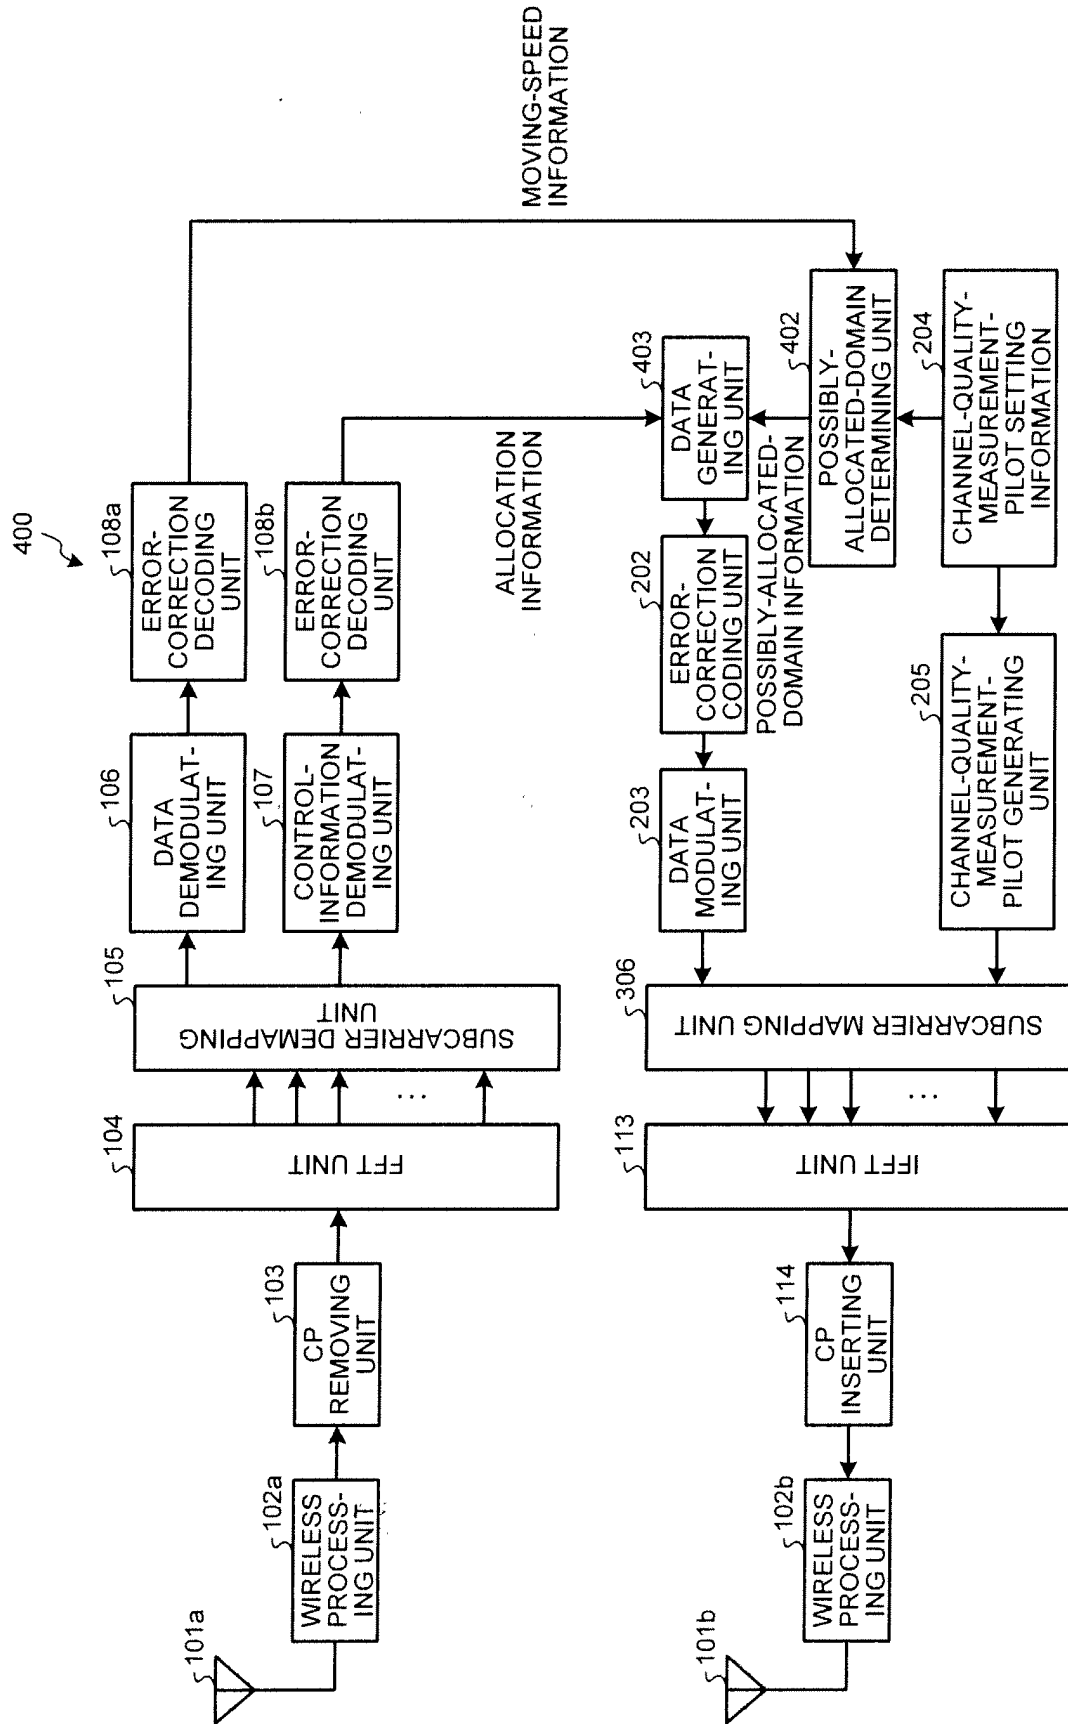 400
101a
102a
WIRELESS
PROCESS-
ING UNIT
103
CP
REMOVING
UNIT
104
FFT UNIT
...
105
SUBCARRIER DEMAPPING
UNIT
106
DATA
DEMODULAT-
ING UNIT
107
CONTROL-
INFORMATION
DEMODULAT-
ING UNIT
108a
ERROR-
CORRECTION
DECODING
UNIT
108b
ERROR-
CORRECTION
DECODING
UNIT
MOVING-SPEED
INFORMATION
ALLOCATION
INFORMATION
101b
102b
WIRELESS
PROCESS-
ING UNIT
114
CP
INSERTING
UNIT
113
IFFT UNIT
...
306
SUBCARRIER MAPPING UNIT
203
DATA
MODULAT-
ING UNIT
202
ERROR-
CORRECTION
CODING UNIT
403
DATA
GENERAT-
ING UNIT
POSSIBLY-ALLOCATED-
DOMAIN INFORMATION
402
POSSIBLY-
ALLOCATED-DOMAIN
DETERMINING UNIT
205
CHANNEL-QUALITY-
MEASUREMENT-
PILOT GENERATING
UNIT
204
CHANNEL-QUALITY-
MEASUREMENT-
PILOT SETTING
INFORMATION